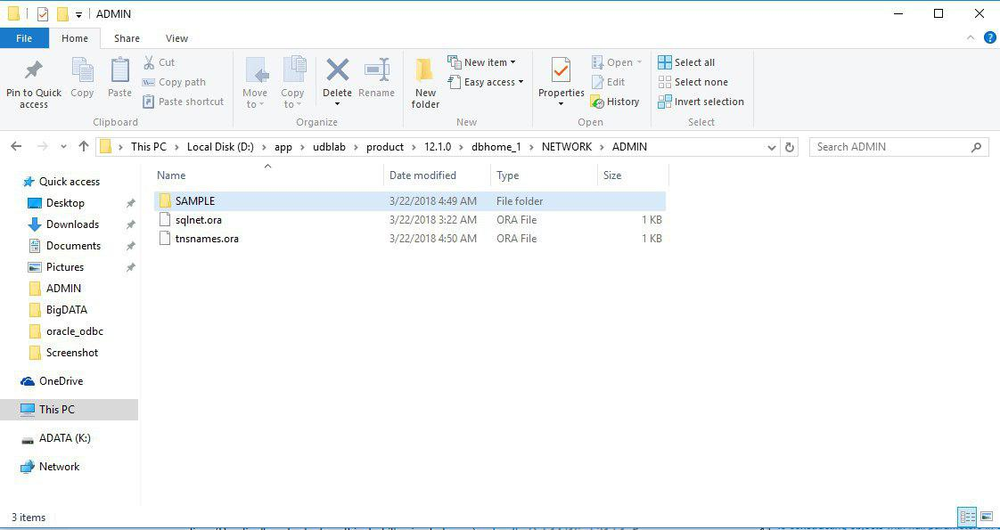 ADMIN
File Home Share View
Pin to Quick access
Copy
Paste
Cut
Copy path
Paste shortcut
Clipboard
Move to
Copy to
Delete
Rename
Organize
New folder
New item
Easy access
New
Properties
Open
Edit
History
Open
Select all
Select none
Invert selection
Select
This PC > Local Disk (D:) > app > udblab > product > 12.1.0 > dbhome_1 > NETWORK > ADMIN
Search ADMIN
Quick access
Desktop
Downloads
Documents
Pictures
ADMIN
BigDATA
oracle_odbc
Screenshot
OneDrive
This PC
ADATA (K:)
Network
Name Date modified Type Size
SAMPLE 3/22/2018 4:49 AM File folder
sqlnet.ora 3/22/2018 3:22 AM ORA File 1 KB
tnsnames.ora 3/22/2018 4:50 AM ORA File 1 KB
3 items